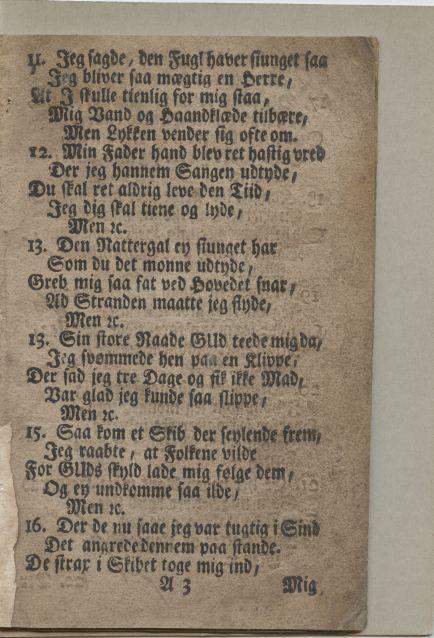 11. Jeg sagde, den Fugl haver siunget saa
Jeg bliver saa mægtig en Herre,
At J skulle tienlig for mig staa,
Mig Vand og Haandklæde tilbære,
Men Lykken vender sig ofte om.
12. Min Fader hand blev ret hastig vred
Der jeg hannem Sangen udtyde,
Du skal ret aldrig leve den Tiid,
Jeg dig skal tiene og lyde,
Men ꝛc.
13. Den Nattergal ey siunget har
Som du det monne udtyde,
Greb mig saa fat ved Hovedet snar,
Ad Stranden maatte jeg flyde,
Men ꝛc.
13. Sin store Naade GUd teede mig da,
Jeg svømmede hen paa en Klippe,
Der sad jeg tre Dage og fik ikke Mad,
Var glad jeg kunde saa slippe,
Men ꝛc.
15. Saa kom et Skib der seylende frem,
Jeg raabte, at Folkene vilde
For GUds skyld lade mig følge dem,
Og ey undkomme saa ilde,
Men ꝛc.
16. Der de nu saae jeg var tugtig i Sind
Det angrede dennem paa stande.
De strax i Skibet toge mig ind,
A 3 Mig